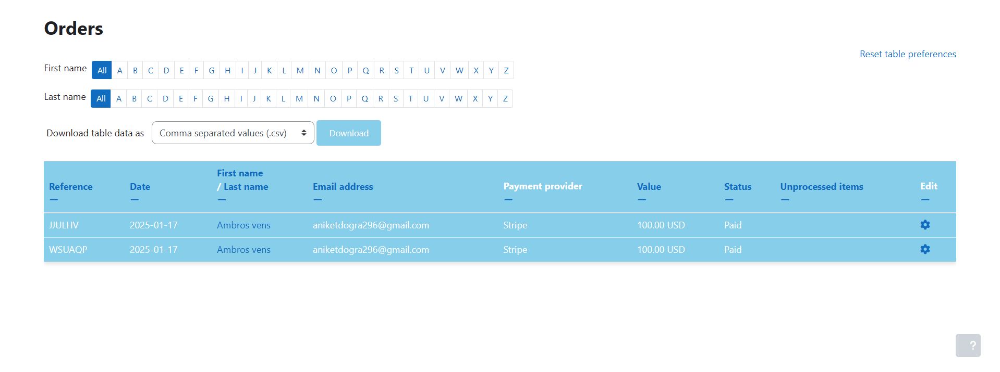 Orders
Reset table preferences
First name All A B C D E F G H I J K L M N O P Q R S T U V W X Y Z
Last name All A B C D E F G H I J K L M N O P Q R S T U V W X Y Z
Download table data as Comma separated values (.csv) Download
Reference Date First name / Last name Email address Payment provider Value Status Unprocessed items Edit
JJULHV 2025-01-17 Ambros vens aniketdogra296@gmail.com Stripe 100.00 USD Paid
WSUAQP 2025-01-17 Ambros vens aniketdogra296@gmail.com Stripe 100.00 USD Paid
?